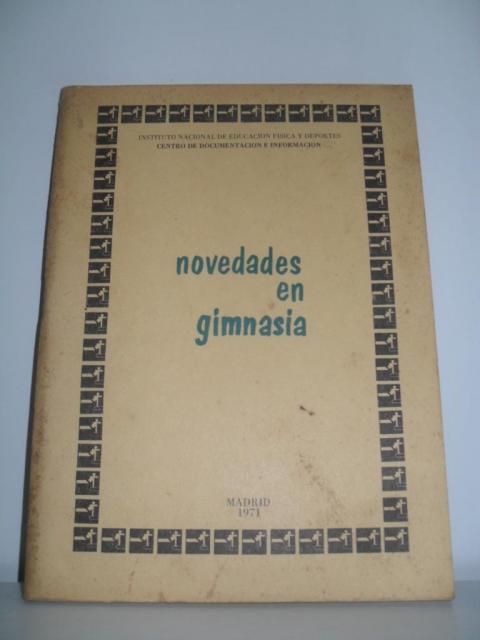 INSTITUTO NACIONAL DE EDUCACION FISICA Y DEPORTES
CENTRO DE DOCUMENTACION E INFORMACION
novedades
en
gimnasia
MADRID
1971